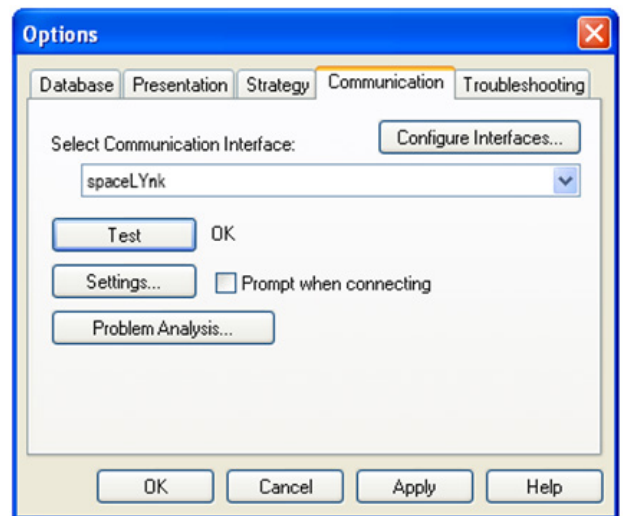 Options
Database Presentation Strategy Communication Troubleshooting
Select Communication Interface: Configure Interfaces...
spaceLYnk
Test OK
Settings... Prompt when connecting
Problem Analysis...
OK Cancel Apply Help